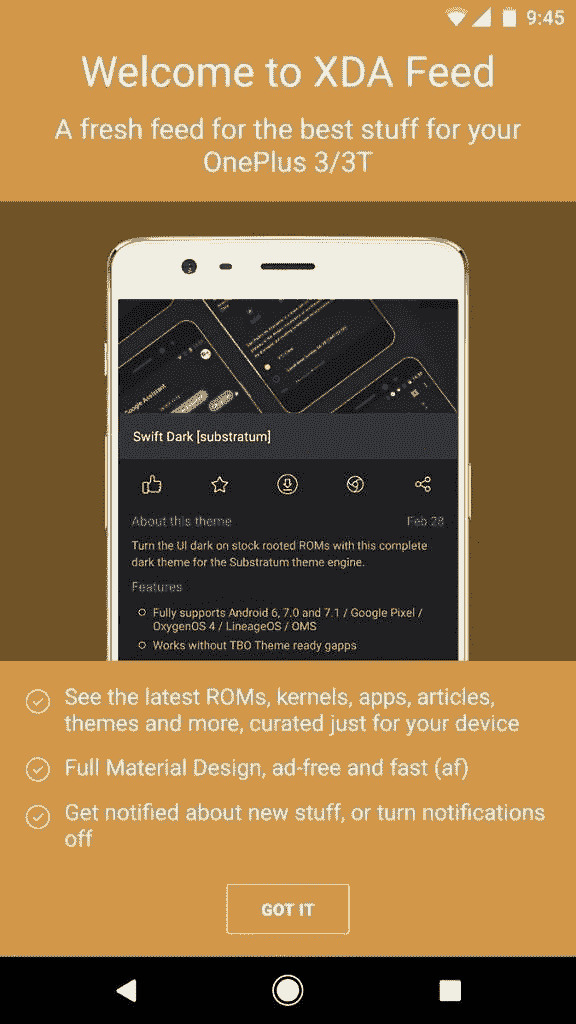 9:45
Welcome to XDA Feed
A fresh feed for the best stuff for your
OnePlus 3/3T
Google Assistant
Swift Dark [substratum]
About this theme
Feb 28
Turn the UI dark on stock rooted ROMs with this complete
dark theme for the Substratum theme engine.
Features
Fully supports Android 6, 7.0 and 7.1 / Google Pixel /
OxygenOS 4 / LineageOS / OMS
Works without TBO Theme ready gapps
See the latest ROMs, kernels, apps, articles,
themes and more, curated just for your device
Full Material Design, ad-free and fast (af)
Get notified about new stuff, or turn notifications
off
GOT IT